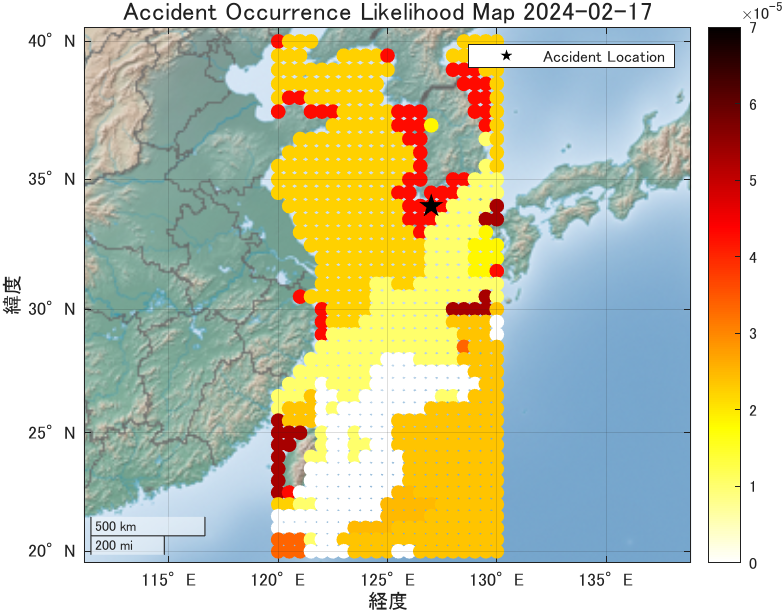 Accident Occurrence Likelihood Map 2024-02-17
×10⁻⁵
★ Accident Location
40° N
35° N
30° N
25° N
20° N
緯度
500 km
200 mi
115° E
120° E
125° E
130° E
135° E
経度
7
6
5
4
3
2
1
0